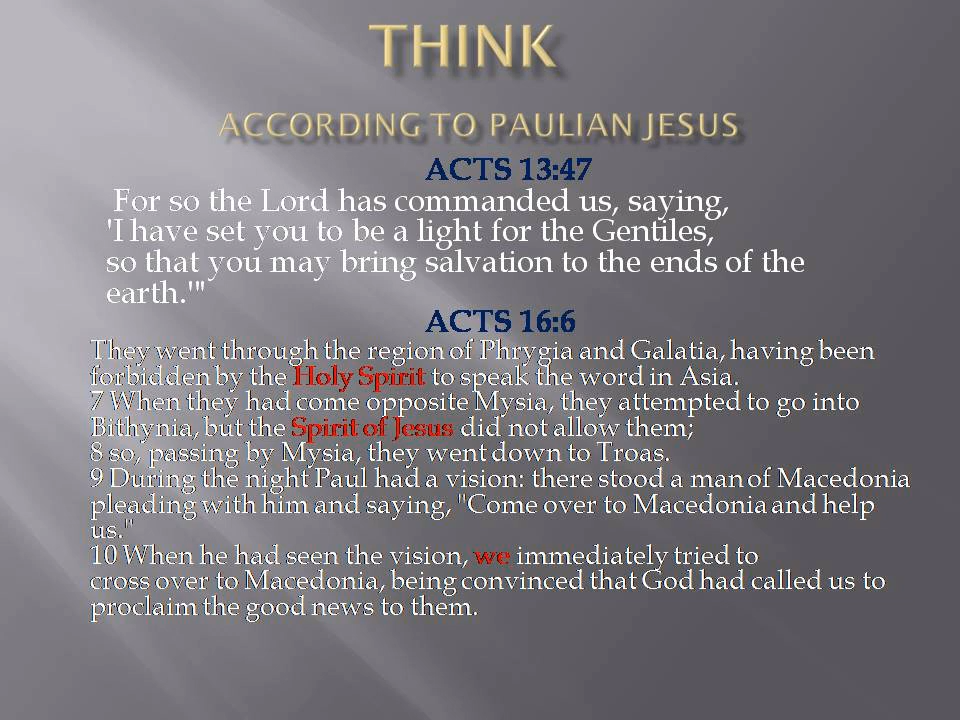 THINK
ACCORDING TO PAULIAN JESUS
ACTS 13:47
For so the Lord has commanded us, saying,
'I have set you to be a light for the Gentiles,
so that you may bring salvation to the ends of the
earth.'"
ACTS 16:6
They went through the region of Phrygia and Galatia, having been
forbidden by the Holy Spirit to speak the word in Asia.
7 When they had come opposite Mysia, they attempted to go into
Bithynia, but the Spirit of Jesus did not allow them;
8 so, passing by Mysia, they went down to Troas.
9 During the night Paul had a vision: there stood a man of Macedonia
pleading with him and saying, "Come over to Macedonia and help
us."
10 When he had seen the vision, we immediately tried to
cross over to Macedonia, being convinced that God had called us to
proclaim the good news to them.